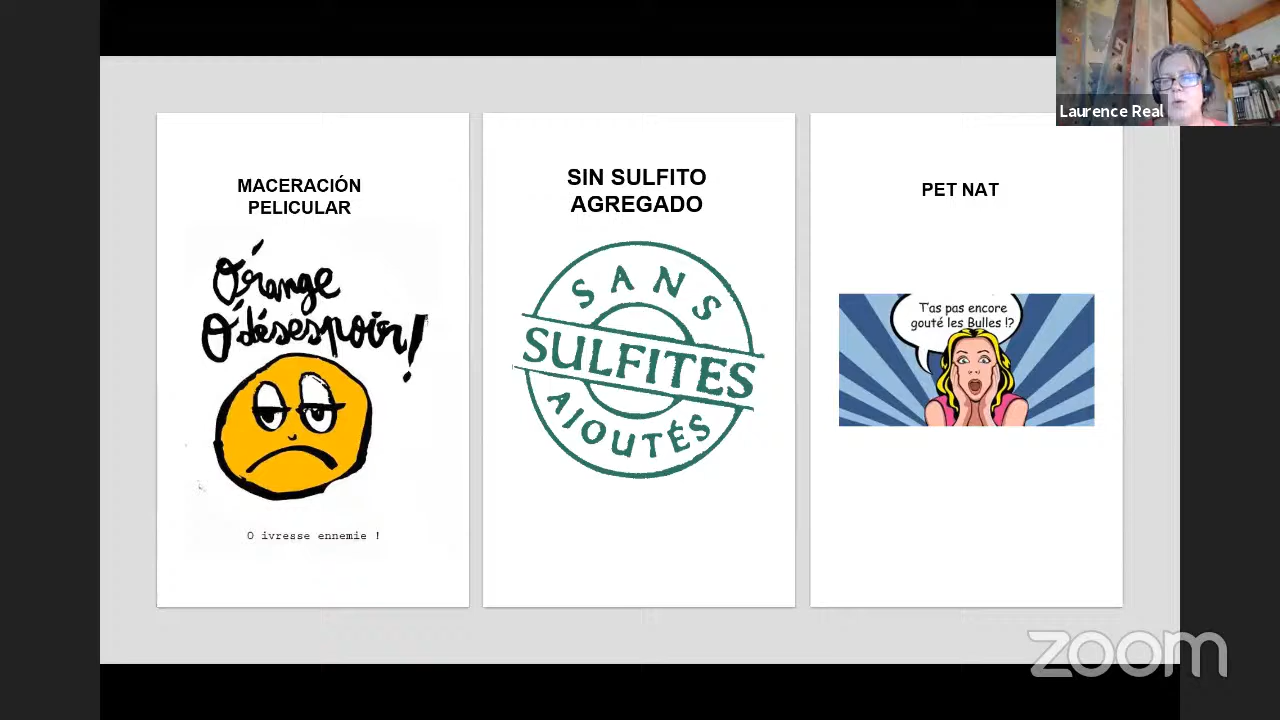 Laurence Real
MACERACIÓN
PELICULAR
Ó'range
Ô'désespoir!
O ivresse ennemie !
SIN SULFITO
AGREGADO
SANS
SULFITES
AJOUTÉS
PET NAT
T'as pas encore
gouté les Bulles !?
zoom